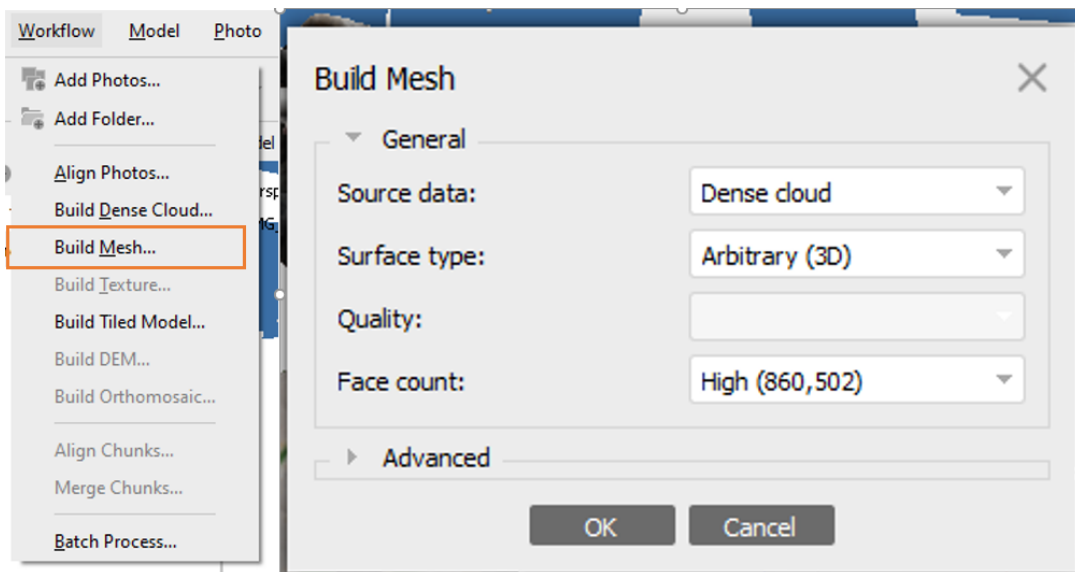 Workflow Model Photo
Add Photos...
Add Folder...
Align Photos...
Build Dense Cloud...
Build Mesh...
Build Texture...
Build Tiled Model...
Build DEM...
Build Orthomosaic...
Align Chunks...
Merge Chunks...
Batch Process...
Build Mesh
General
Source data: Dense cloud
Surface type: Arbitrary (3D)
Quality:
Face count: High (860,502)
Advanced
OK Cancel